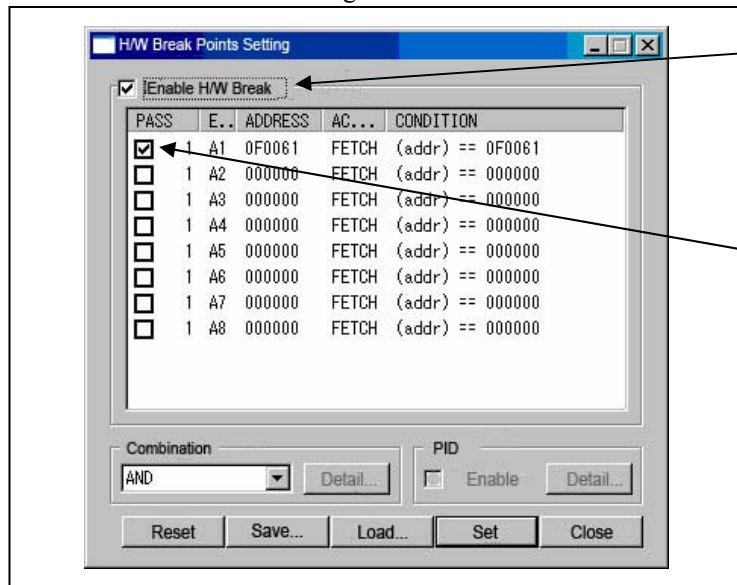 H/W Break Points Setting
Enable H/W Break
PASS E.. ADDRESS AC... CONDITION
1 A1 0F0061 FETCH (addr) == 0F0061
1 A2 000000 FETCH (addr) == 000000
1 A3 000000 FETCH (addr) == 000000
1 A4 000000 FETCH (addr) == 000000
1 A5 000000 FETCH (addr) == 000000
1 A6 000000 FETCH (addr) == 000000
1 A7 000000 FETCH (addr) == 000000
1 A8 000000 FETCH (addr) == 000000
Combination PID
AND Detail... Enable Detail...
Reset Save... Load... Set Close